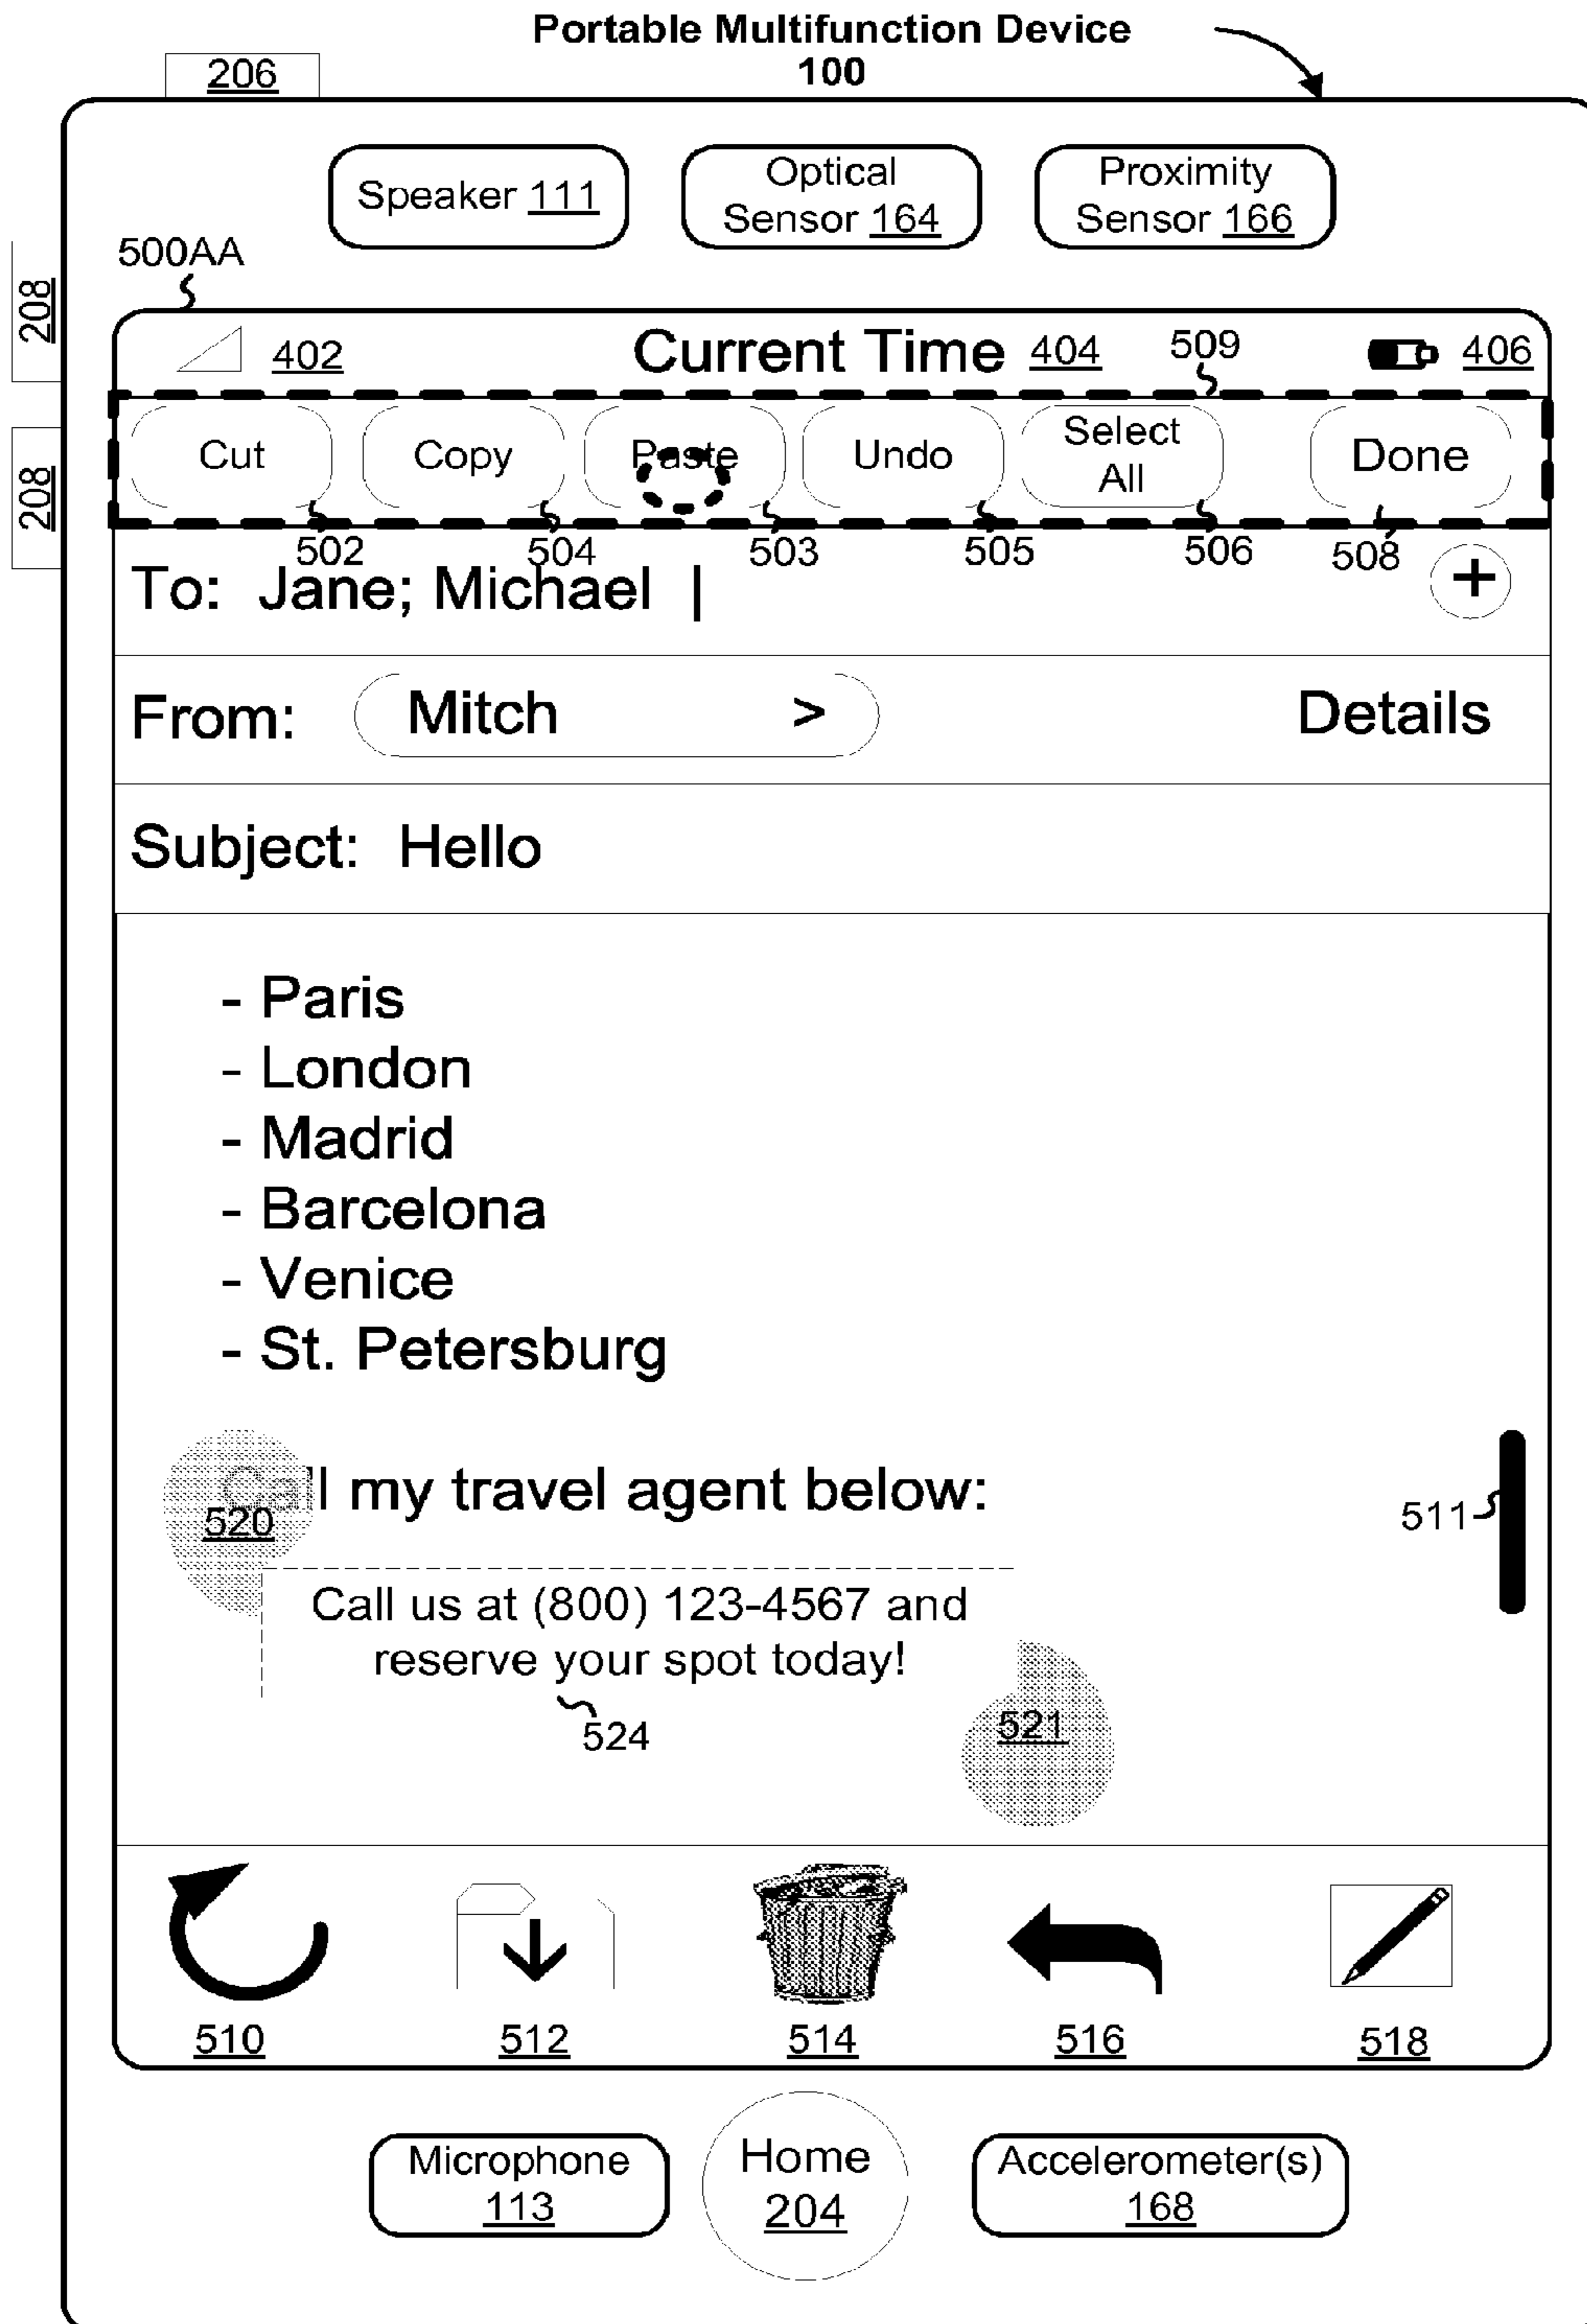 Portable Multifunction Device
100
206
Speaker 111
Optical
Sensor 164
Proximity
Sensor 166
500AA
208
208
402
Current Time 404
509
406
Cut
Copy
Paste
Undo
Select
All
Done
502
504
503
505
506
508
To: Jane; Michael |
+
From: Mitch > Details
Subject: Hello
- Paris
- London
- Madrid
- Barcelona
- Venice
- St. Petersburg
Call my travel agent below:
520
511
Call us at (800) 123-4567 and
reserve your spot today!
524
521
510
512
514
516
518
Microphone
113
Home
204
Accelerometer(s)
168